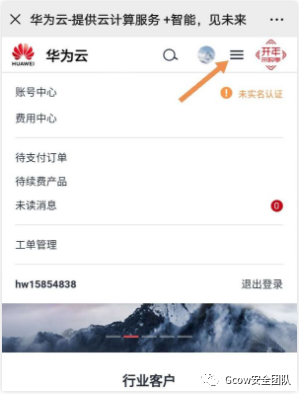 华为云-提供云计算服务 +智能，见未来
HUAWEI
华为云
开年
账号中心
未实名认证
费用中心
待支付订单
待续费产品
未读消息
0
工单管理
hw15854838
退出登录
行业客户
Gcow安全团队